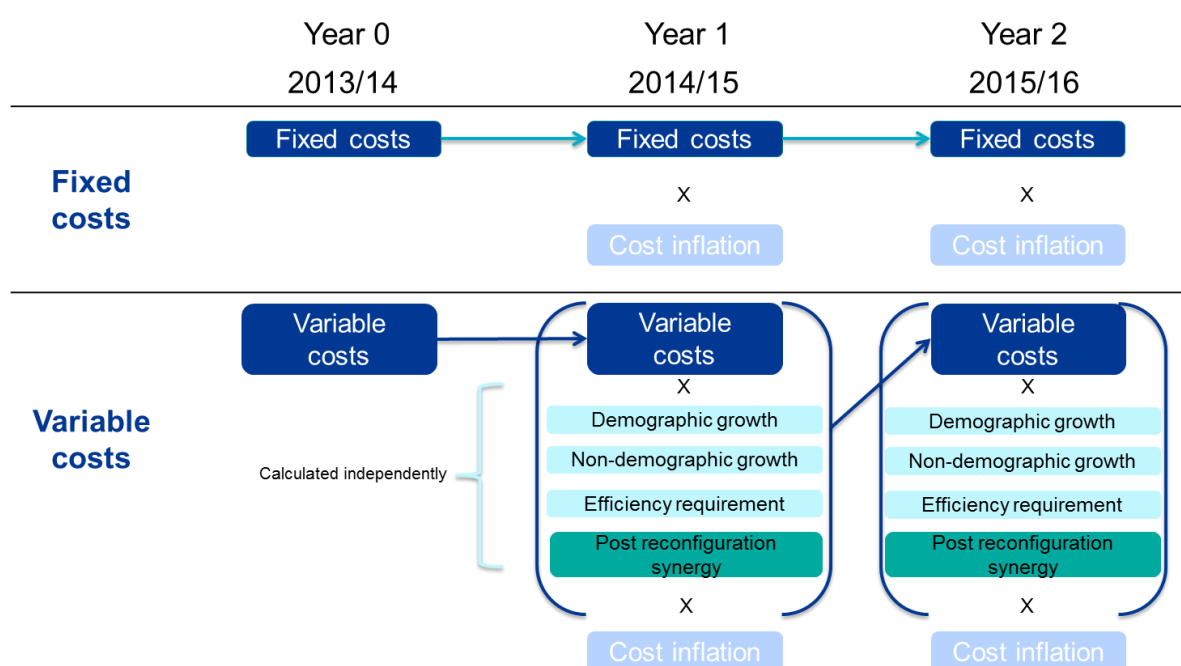 Year 0
2013/14
Year 1
2014/15
Year 2
2015/16
Fixed
costs
Fixed costs
Fixed costs
Fixed costs
X
X
Cost inflation
Cost inflation
Variable
costs
Variable
costs
Variable
costs
Variable
costs
Calculated independently
X
Demographic growth
Non-demographic growth
Efficiency requirement
Post reconfiguration
synergy
X
Cost inflation
X
Demographic growth
Non-demographic growth
Efficiency requirement
Post reconfiguration
synergy
X
Cost inflation